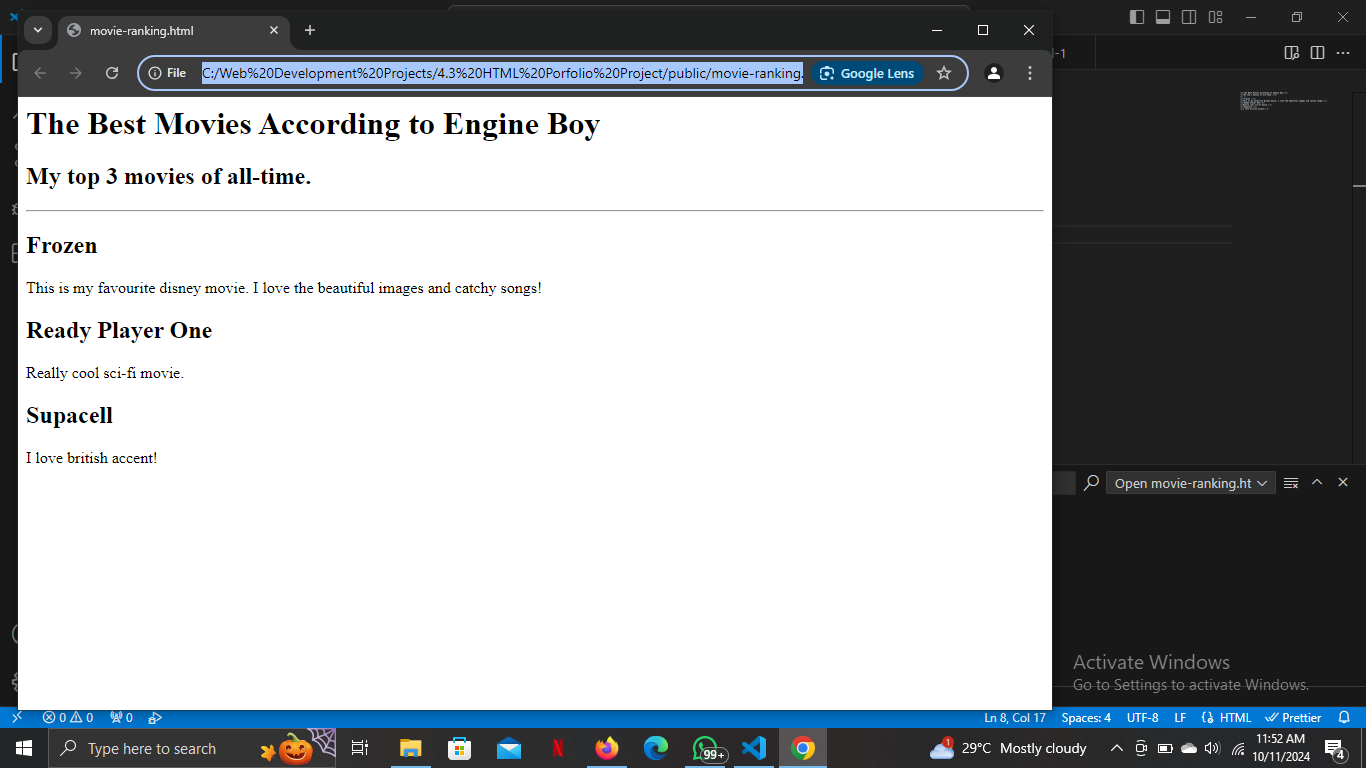 movie-ranking.html
File
C:/Web%20Development%20Projects/4.3%20HTML%20Porfolio%20Project/public/movie-ranking.
Google Lens
The Best Movies According to Engine Boy
My top 3 movies of all-time.
Frozen
This is my favourite disney movie. I love the beautiful images and catchy songs!
Ready Player One
Really cool sci-fi movie.
Supacell
I love british accent!
Open movie-ranking.ht
Activate Windows
Go to Settings to activate Windows.
0 0 0
Ln 8, Col 17 Spaces: 4 UTF-8 LF HTML Prettier
Type here to search
99+
1
29°C Mostly cloudy
11:52 AM
10/11/2024
4